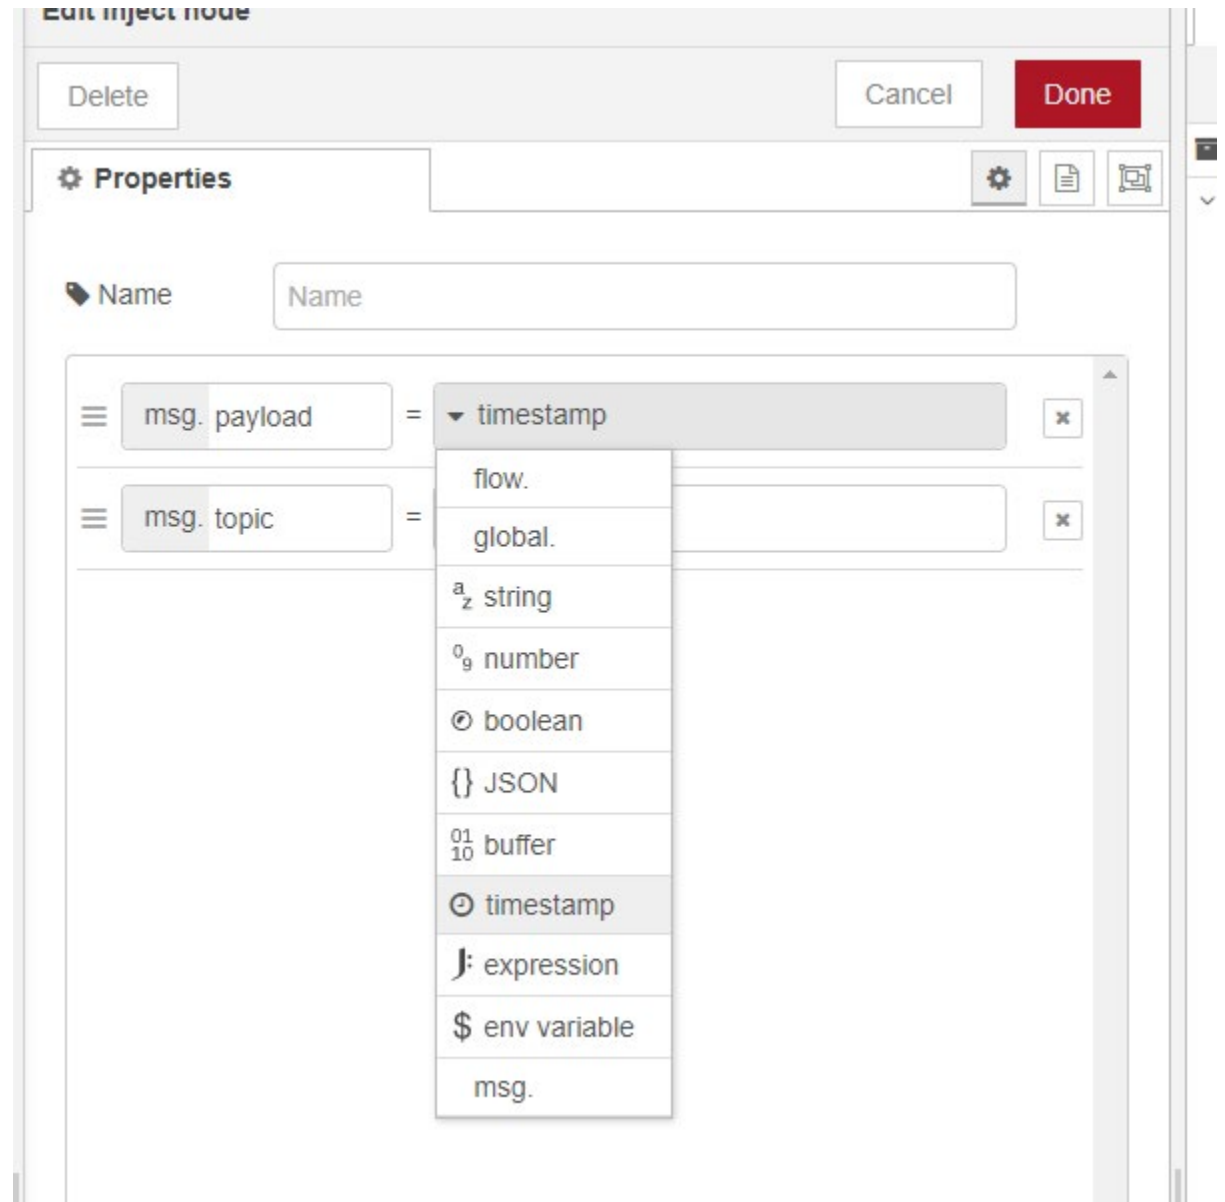 Edit inject node
Delete Cancel Done
Properties
Name Name
msg. payload = timestamp
flow.
msg. topic =
global.
string
number
boolean
{} JSON
buffer
timestamp
expression
$ env variable
msg.